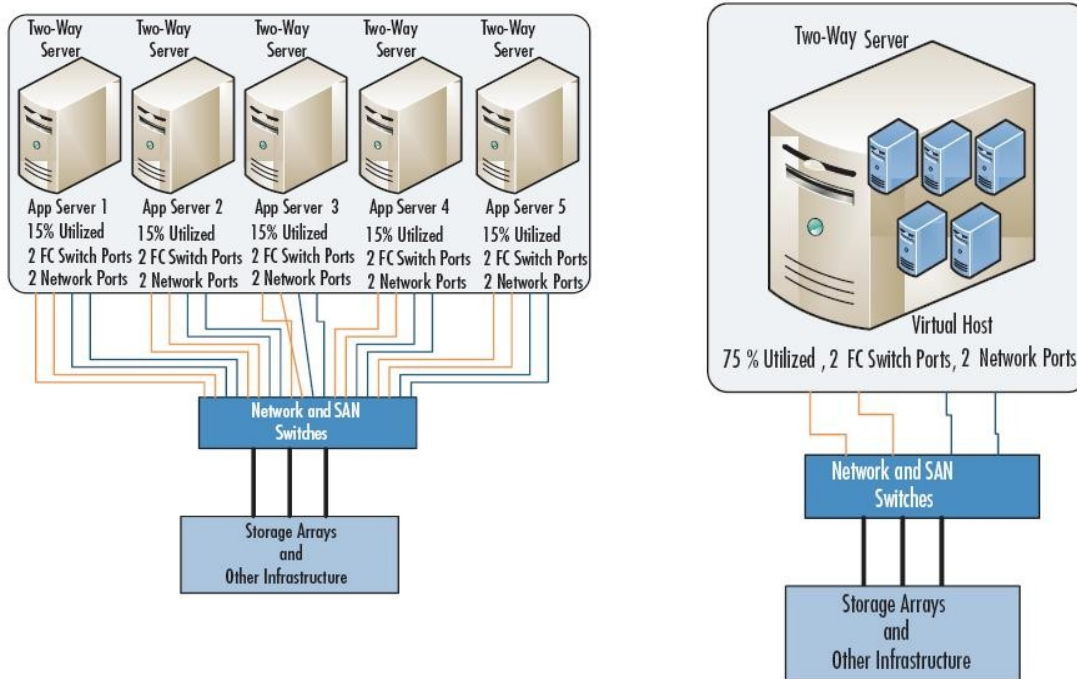 Two-Way
Server
Two-Way
Server
Two-Way
Server
Two-Way
Server
Two-Way
Server
App Server 1
15% Utilized
2 FC Switch Ports
2 Network Ports
App Server 2
15% Utilized
2 FC Switch Ports
2 Network Ports
App Server 3
15% Utilized
2 FC Switch Ports
2 Network Ports
App Server 4
15% Utilized
2 FC Switch Ports
2 Network Ports
App Server 5
15% Utilized
2 FC Switch Ports
2 Network Ports
Network and SAN
Switches
Storage Arrays
and
Other Infrastructure
Two-Way Server
Virtual Host
75 % Utilized , 2 FC Switch Ports, 2 Network Ports
Network and SAN
Switches
Storage Arrays
and
Other Infrastructure